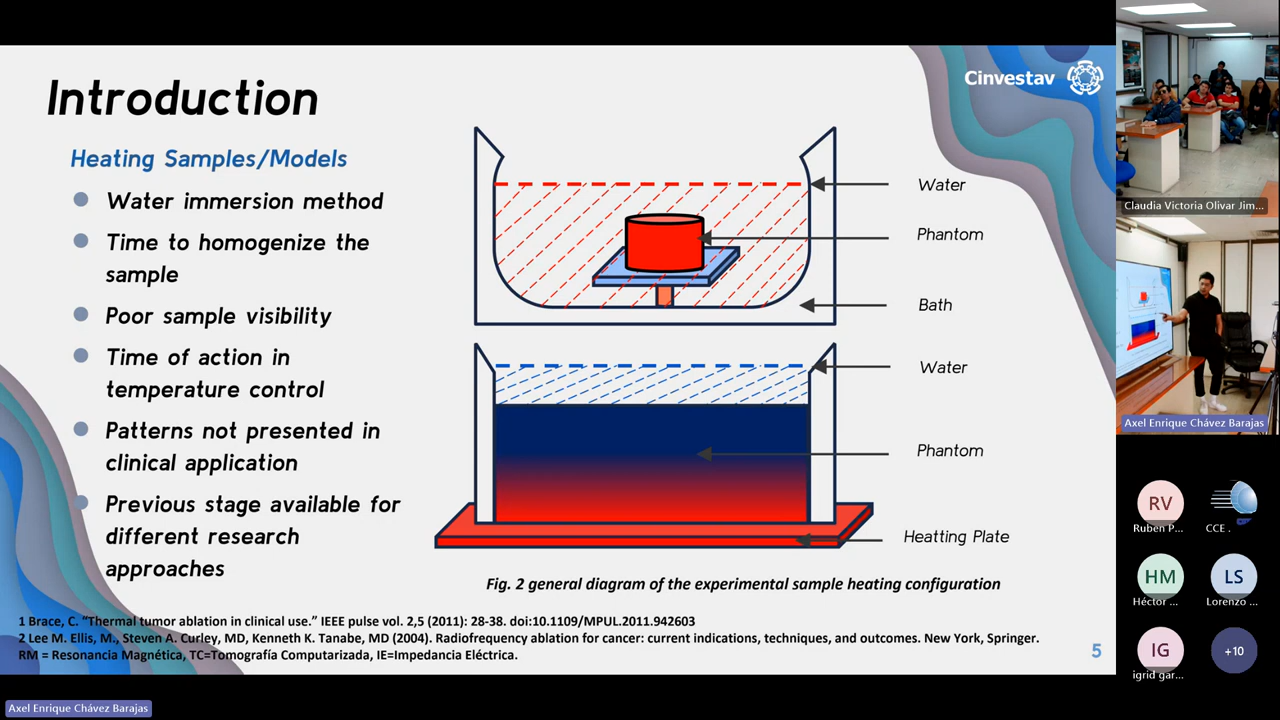 Introduction
Cinvestav
Heating Samples/Models
Water immersion method
Time to homogenize the
sample
Poor sample visibility
Time of action in
temperature control
Patterns not presented in
clinical application
Previous stage available for
different research
approaches
Water
Phantom
Bath
Water
Phantom
Heatting Plate
Fig. 2 general diagram of the experimental sample heating configuration
1 Brace, C. “Thermal tumor ablation in clinical use.” IEEE pulse vol. 2,5 (2011): 28-38. doi:10.1109/MPUL.2011.942603
2 Lee M. Ellis, M., Steven A. Curley, MD, Kenneth K. Tanabe, MD (2004). Radiofrequency ablation for cancer: current indications, techniques, and outcomes. New York, Springer.
RM = Resonancia Magnética, TC=Tomografía Computarizada, IE=Impedancia Eléctrica.
5
Claudia Victoria Olivar Jim...
Axel Enrique Chávez Barajas
RV
Ruben P...
CCE .
HM
Héctor ...
LS
Lorenzo ...
IG
igrid gar...
+10
Axel Enrique Chávez Barajas